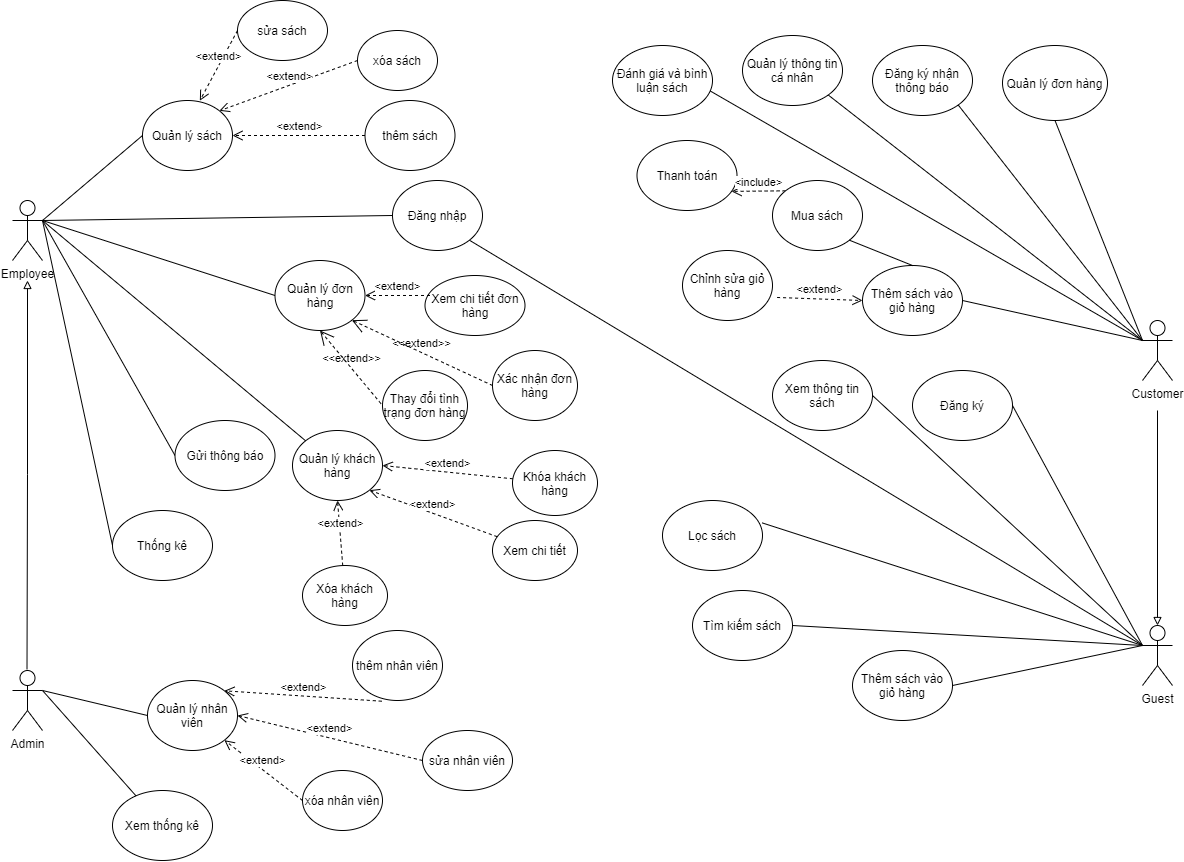 sửa sách
<extend>
xóa sách
<extend>
Quản lý sách
<extend>
thêm sách
Đăng nhập
Employee
Quản lý đơn
hàng
<extend>
Xem chi tiết đơn
hàng
<<extend>>
<<extend>>
Xác nhận đơn
hàng
Thay đổi tình
trạng đơn hàng
Gửi thông báo
Quản lý khách
hàng
<extend>
Khóa khách
hàng
<extend>
Xem chi tiết
<extend>
Xóa khách
hàng
Thống kê
thêm nhân viên
<extend>
Quản lý nhân
viên
<extend>
sửa nhân viên
<extend>
xóa nhân viên
Admin
Xem thống kê
Đánh giá và bình
luận sách
Quản lý thông tin
cá nhân
Đăng ký nhận
thông báo
Quản lý đơn hàng
Thanh toán
<include>
Mua sách
Chỉnh sửa giỏ
hàng
<extend>
Thêm sách vào
giỏ hàng
Customer
Xem thông tin
sách
Đăng ký
Lọc sách
Tìm kiếm sách
Thêm sách vào
giỏ hàng
Guest